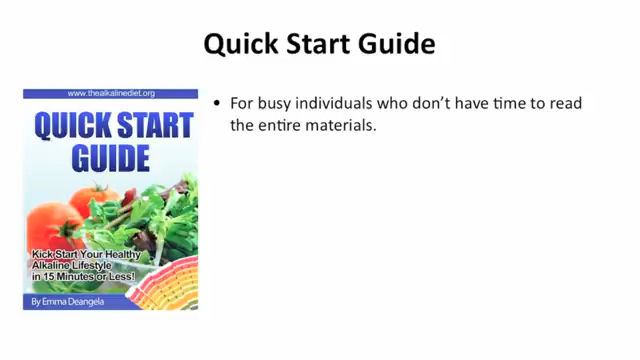 Quick Start Guide
www.thealkalinediet.org
QUICK START
GUIDE
Kick Start Your Healthy
Alkaline Lifestyle
in 15 Minutes or Less!
By Emma Deangela
• For busy individuals who don't have time to read
the entire materials.